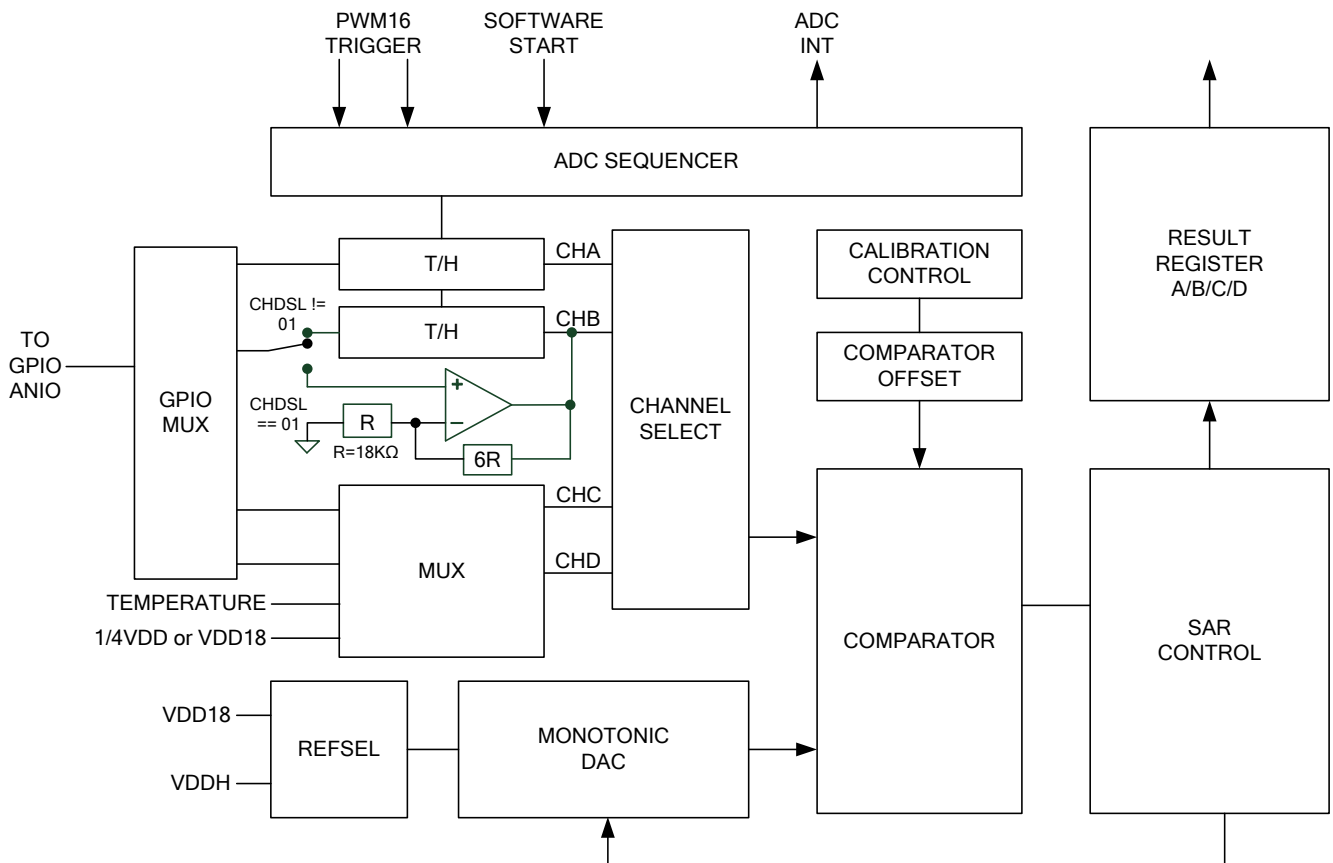 PWM16
TRIGGER
SOFTWARE
START
ADC
INT
ADC SEQUENCER
T/H
CHA
CHDSL !=
01
T/H
CHB
TO
GPIO
ANIO
GPIO
MUX
+
−
CHDSL
== 01
R
R=18KΩ
6R
CHANNEL
SELECT
CHC
CHD
MUX
TEMPERATURE
1/4VDD or VDD18
VDD18
VDDH
REFSEL
MONOTONIC
DAC
CALIBRATION
CONTROL
COMPARATOR
OFFSET
COMPARATOR
RESULT
REGISTER
A/B/C/D
SAR
CONTROL